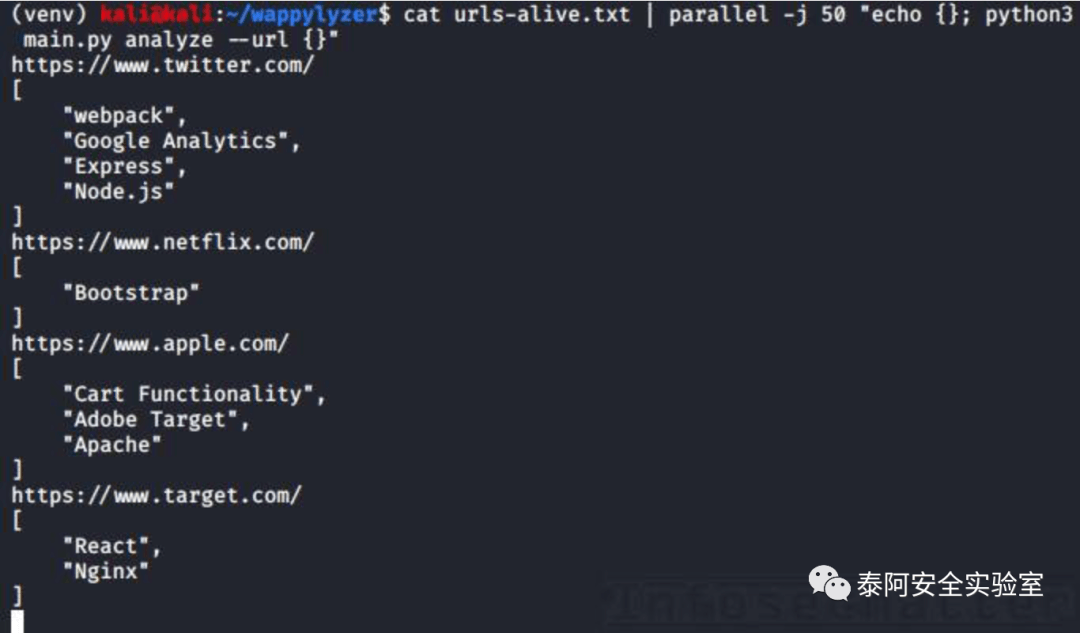 (venv) kali@kali:~/wappylyzer$ cat urls-alive.txt | parallel -j 50 "echo {}; python3
main.py analyze --url {}"
https://www.twitter.com/
[
    "webpack",
    "Google Analytics",
    "Express",
    "Node.js"
]
https://www.netflix.com/
[
    "Bootstrap"
]
https://www.apple.com/
[
    "Cart Functionality",
    "Adobe Target",
    "Apache"
]
https://www.target.com/
[
    "React",
    "Nginx"
]
泰阿安全实验室
InfosecMatter